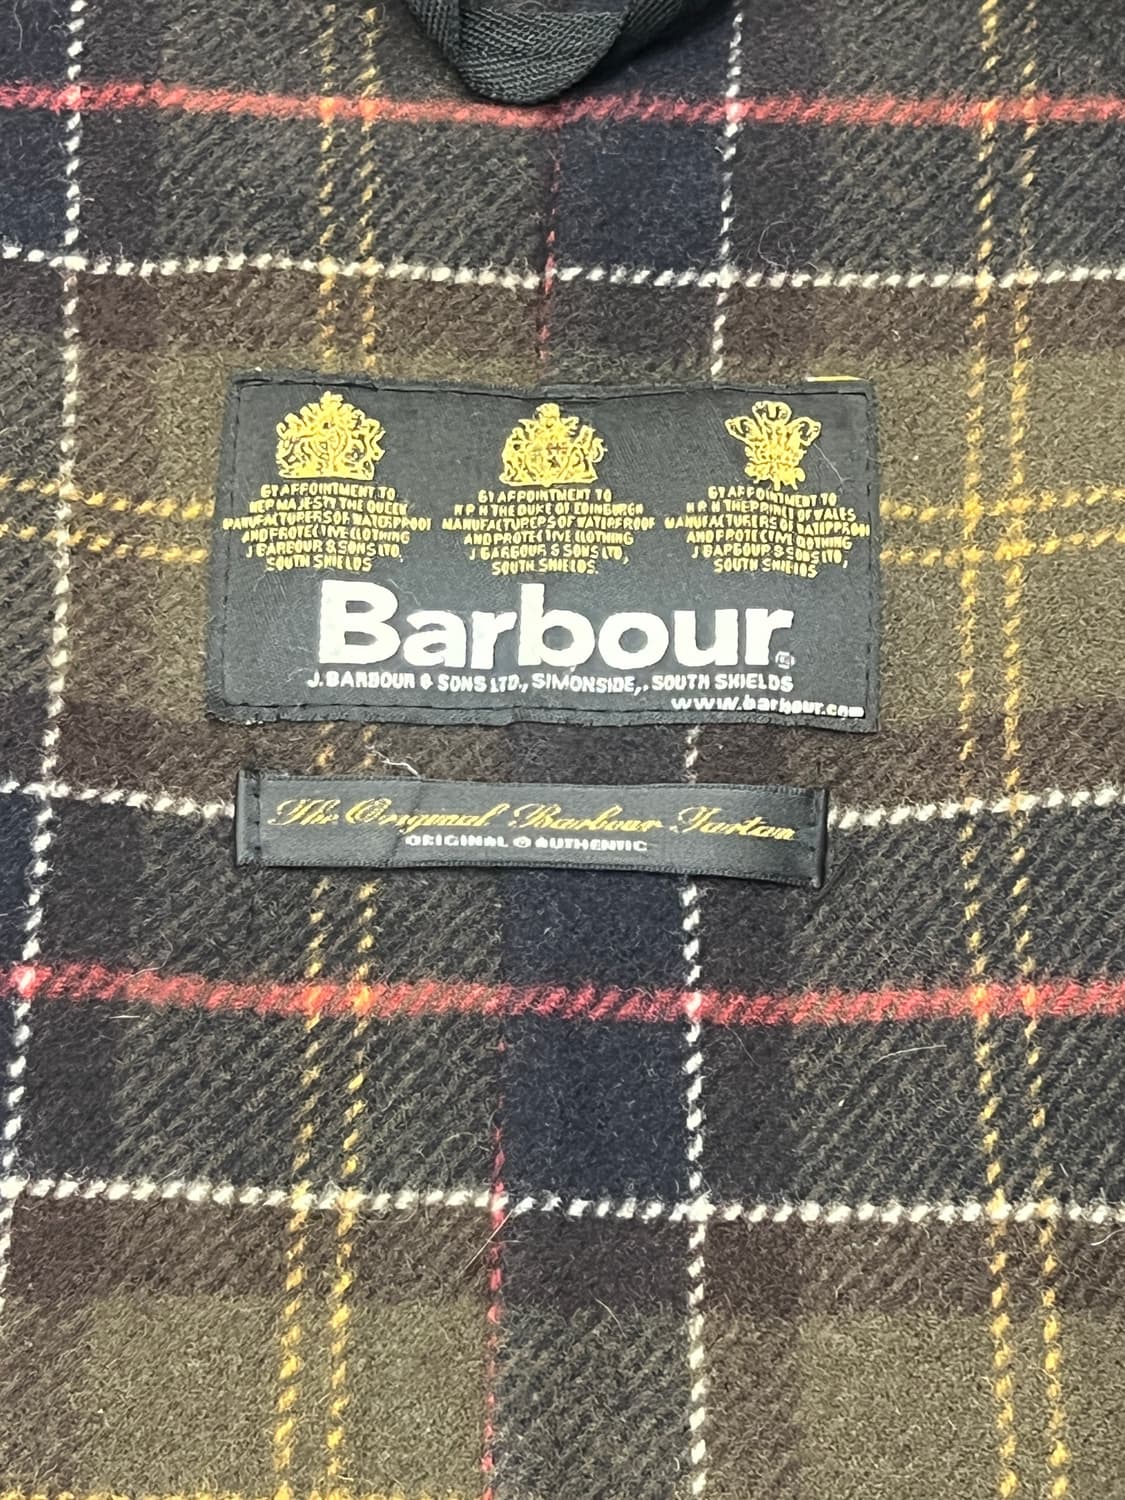 BY APPOINTMENT TO
HER MAJESTY THE QUEEN
MANUFACTURERS OF WATERPROOF
AND PROTECTIVE CLOTHING
J BARBOUR & SONS LTD,
SOUTH SHIELDS
BY APPOINTMENT TO
H R H THE DUKE OF EDINBURGH
MANUFACTURERS OF WATERPROOF
AND PROTECTIVE CLOTHING
J BARBOUR & SONS LTD,
SOUTH SHIELDS.
BY APPOINTMENT TO
H R H THE PRINCE OF WALES
MANUFACTURERS OF WATERPROOF
AND PROTECTIVE CLOTHING
J BARBOUR & SONS LTD,
SOUTH SHIELDS
Barbour®
J. BARBOUR & SONS LTD., SIMONSIDE,. SOUTH SHIELDS
www.barbour.com
The Original Barbour Tartan
ORIGINAL & AUTHENTIC